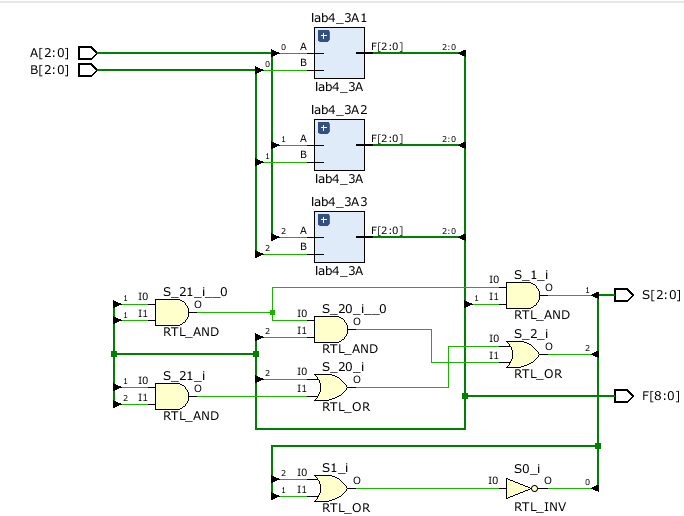 lab4_3A1
A[2:0]
B[2:0]
0 A F[2:0] 2:0
0 B
lab4_3A
lab4_3A2
1 A F[2:0] 2:0
1 B
lab4_3A
lab4_3A3
2 A F[2:0] 2:0
2 B
lab4_3A
S_1_i
I0 O 1 S[2:0]
1 I1
RTL_AND
S_21_i__0
1 I0 O
1 I1
RTL_AND
S_20_i__0
I0 O
2 I1
RTL_AND
S_2_i
I0 O 2
I1
RTL_OR
S_20_i
2 I0 O
I1
RTL_OR
S_21_i
1 I0 O
2 I1
RTL_AND
F[8:0]
S1_i
2 I0 O
1 I1
RTL_OR
S0_i
I0 O 0
RTL_INV